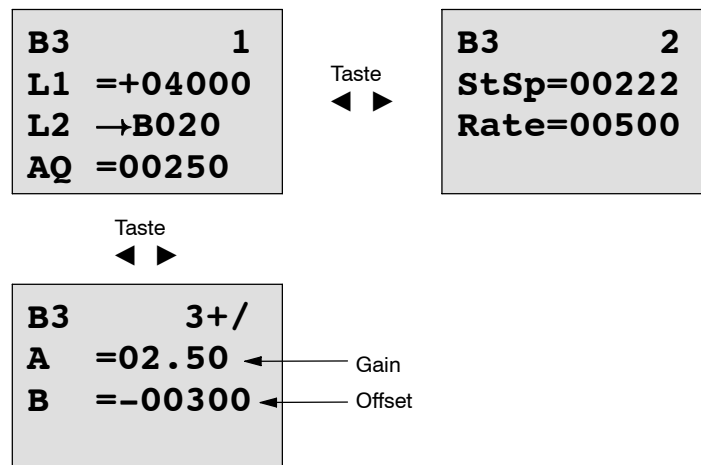 B3 1
L1 =+04000
L2 →B020
AQ =00250
Taste
◀ ▶
B3 2
StSp=00222
Rate=00500
Taste
◀ ▶
B3 3+/
A =02.50
B =-00300
Gain
Offset